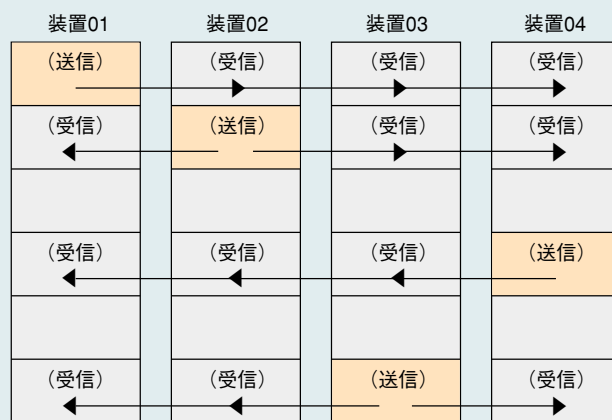 装置01 装置02 装置03 装置04
（送信） （受信） （受信） （受信）
（受信） （送信） （受信） （受信）
（受信） （受信） （受信） （送信）
（受信） （受信） （送信） （受信）